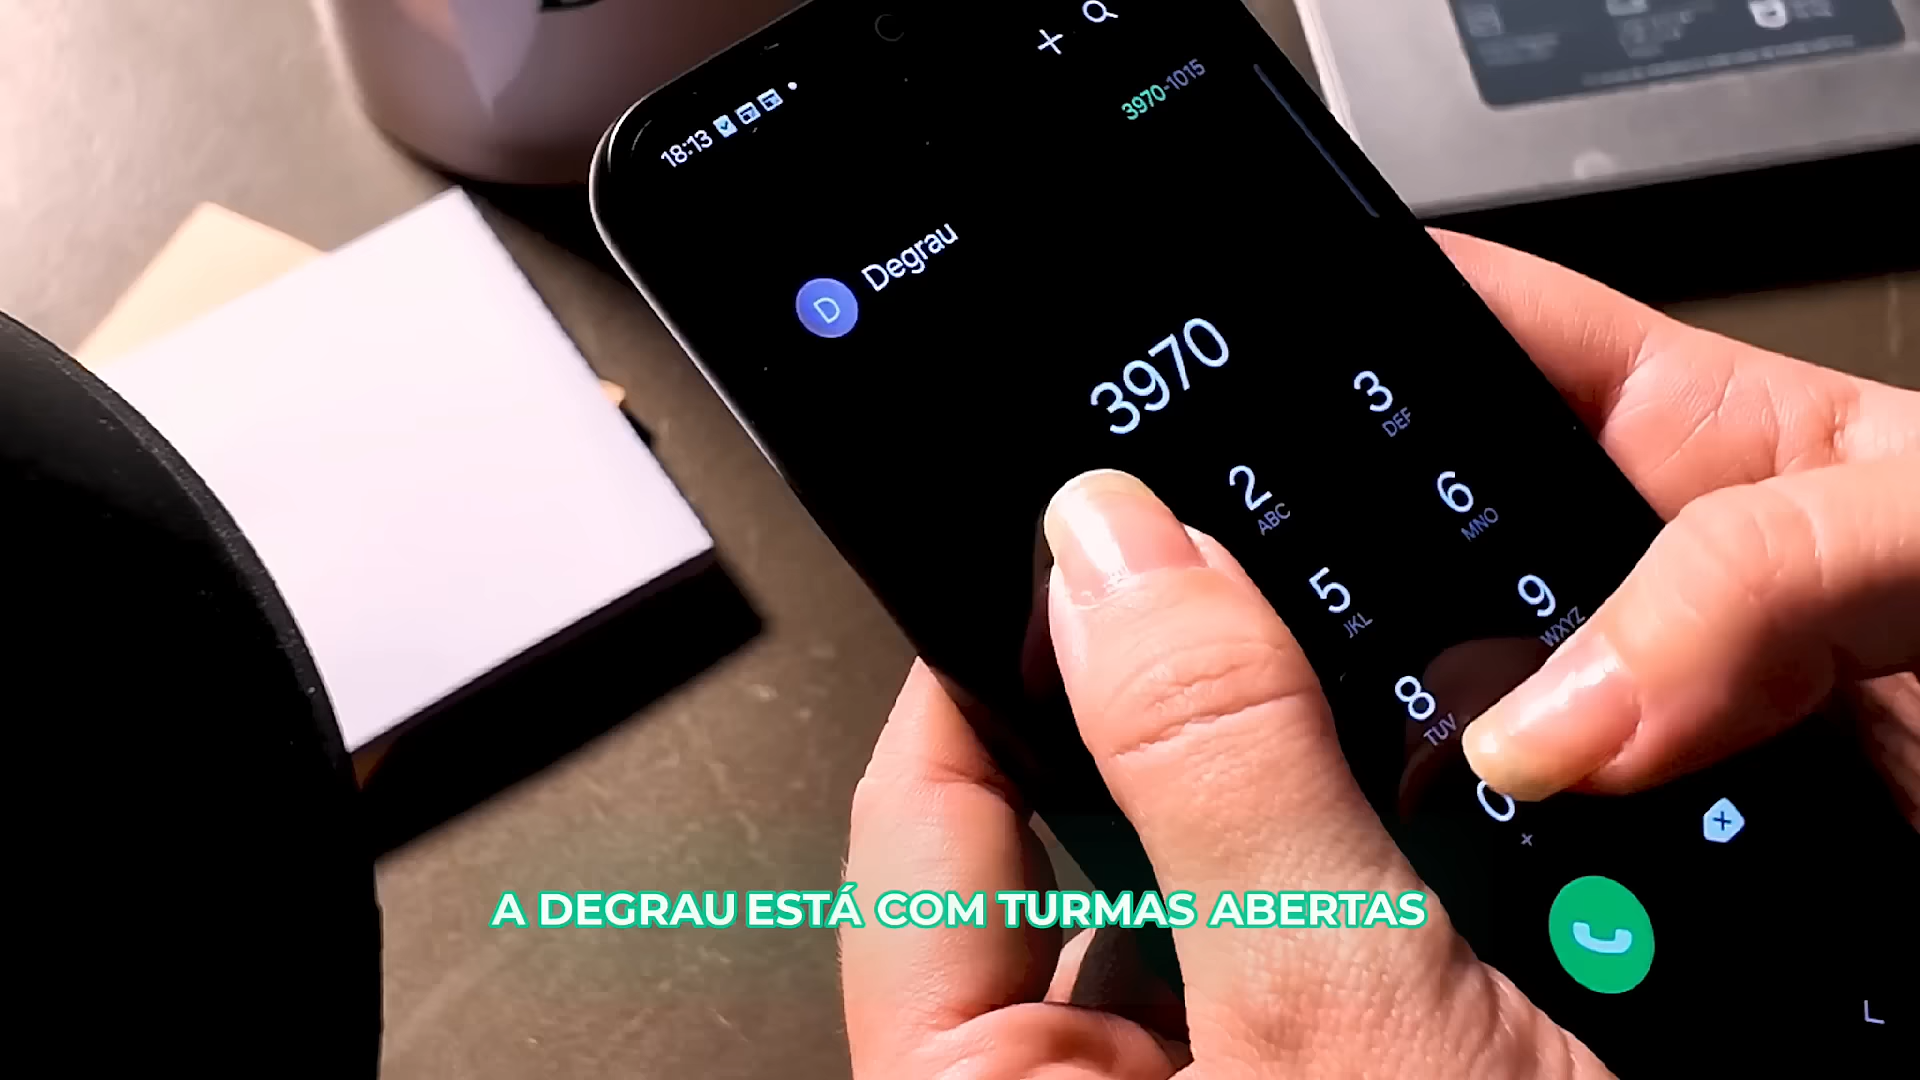 18:13
3970-1015
D
Degrau
3970
2 ABC
3 DEF
5 JKL
6 MNO
8 TUV
9 WXYZ
0 +
A DEGRAU ESTÁ COM TURMAS ABERTAS